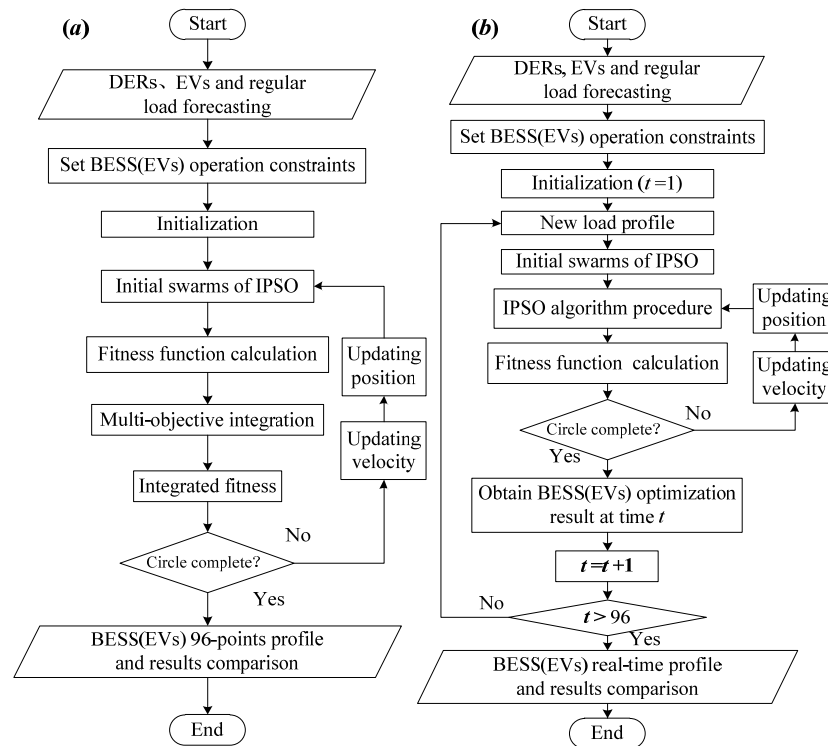 (a)
Start
DERs、EVs and regular
load forecasting
Set BESS(EVs) operation constraints
Initialization
Initial swarms of IPSO
Fitness function calculation
Multi-objective integration
Integrated fitness
Circle complete?
No
Yes
Updating
position
Updating
velocity
BESS(EVs) 96-points profile
and results comparison
End
(b)
Start
DERs, EVs and regular
load forecasting
Set BESS(EVs) operation constraints
Initialization (t =1)
New load profile
Initial swarms of IPSO
IPSO algorithm procedure
Fitness function calculation
Circle complete?
No
Yes
Updating
position
Updating
velocity
Obtain BESS(EVs) optimization
result at time t
t=t+1
t > 96
No
Yes
BESS(EVs) real-time profile
and results comparison
End